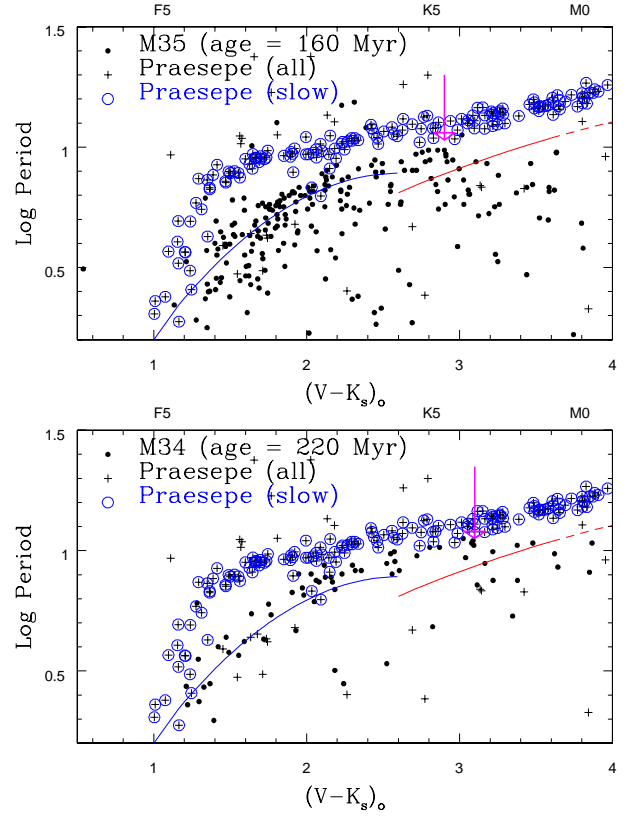 F5 K5 M0
1.5
M35 (age = 160 Myr)
Praesepe (all)
Praesepe (slow)
1
0.5
Log Period
1 2 3 4
(V−Ks)o
F5 K5 M0
1.5
M34 (age = 220 Myr)
Praesepe (all)
Praesepe (slow)
1
0.5
Log Period
1 2 3 4
(V−Ks)o